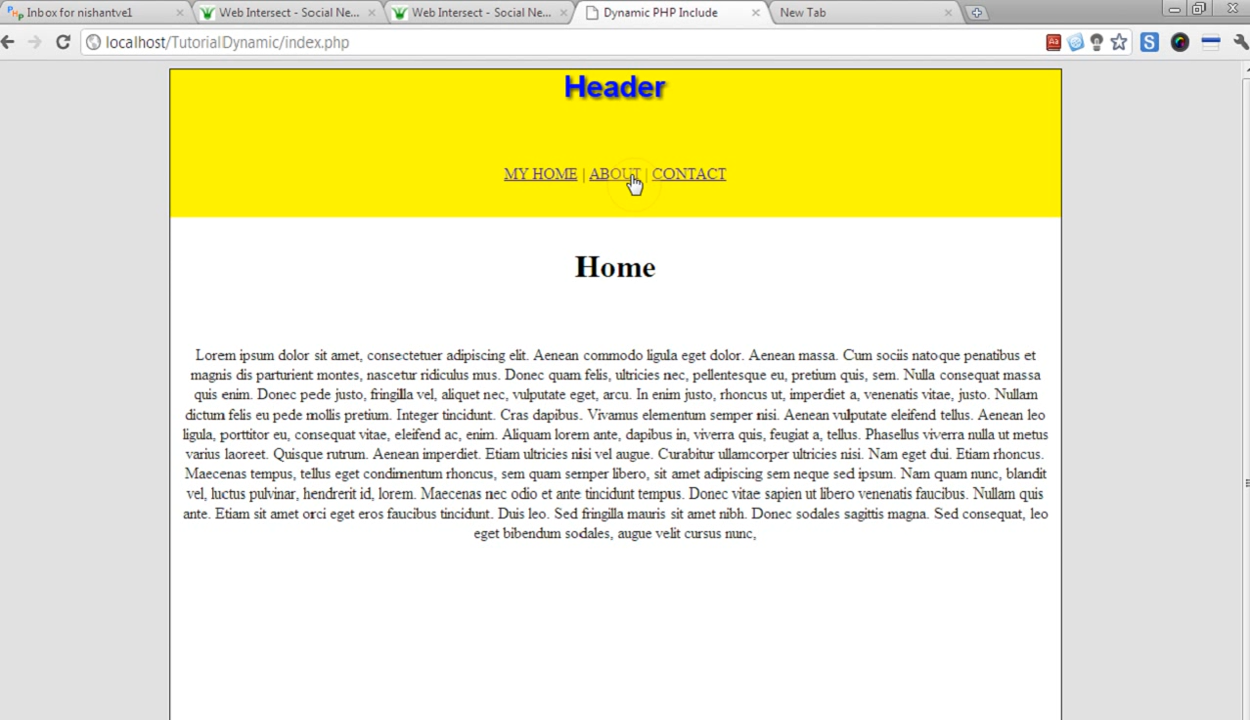 Inbox for nishantve1
Web Intersect - Social Ne...
Web Intersect - Social Ne...
Dynamic PHP Include
New Tab
localhost/TutorialDynamic/index.php
Header
MY HOME | ABOUT | CONTACT
Home
Lorem ipsum dolor sit amet, consectetuer adipiscing elit. Aenean commodo ligula eget dolor. Aenean massa. Cum sociis natoque penatibus et
magnis dis parturient montes, nascetur ridiculus mus. Donec quam felis, ultricies nec, pellentesque eu, pretium quis, sem. Nulla consequat massa
quis enim. Donec pede justo, fringilla vel, aliquet nec, vulputate eget, arcu. In enim justo, rhoncus ut, imperdiet a, venenatis vitae, justo. Nullam
dictum felis eu pede mollis pretium. Integer tincidunt. Cras dapibus. Vivamus elementum semper nisi. Aenean vulputate eleifend tellus. Aenean leo
ligula, porttitor eu, consequat vitae, eleifend ac, enim. Aliquam lorem ante, dapibus in, viverra quis, feugiat a, tellus. Phasellus viverra nulla ut metus
varius laoreet. Quisque rutrum. Aenean imperdiet. Etiam ultricies nisi vel augue. Curabitur ullamcorper ultricies nisi. Nam eget dui. Etiam rhoncus.
Maecenas tempus, tellus eget condimentum rhoncus, sem quam semper libero, sit amet adipiscing sem neque sed ipsum. Nam quam nunc, blandit
vel, luctus pulvinar, hendrerit id, lorem. Maecenas nec odio et ante tincidunt tempus. Donec vitae sapien ut libero venenatis faucibus. Nullam quis
ante. Etiam sit amet orci eget eros faucibus tincidunt. Duis leo. Sed fringilla mauris sit amet nibh. Donec sodales sagittis magna. Sed consequat, leo
eget bibendum sodales, augue velit cursus nunc,